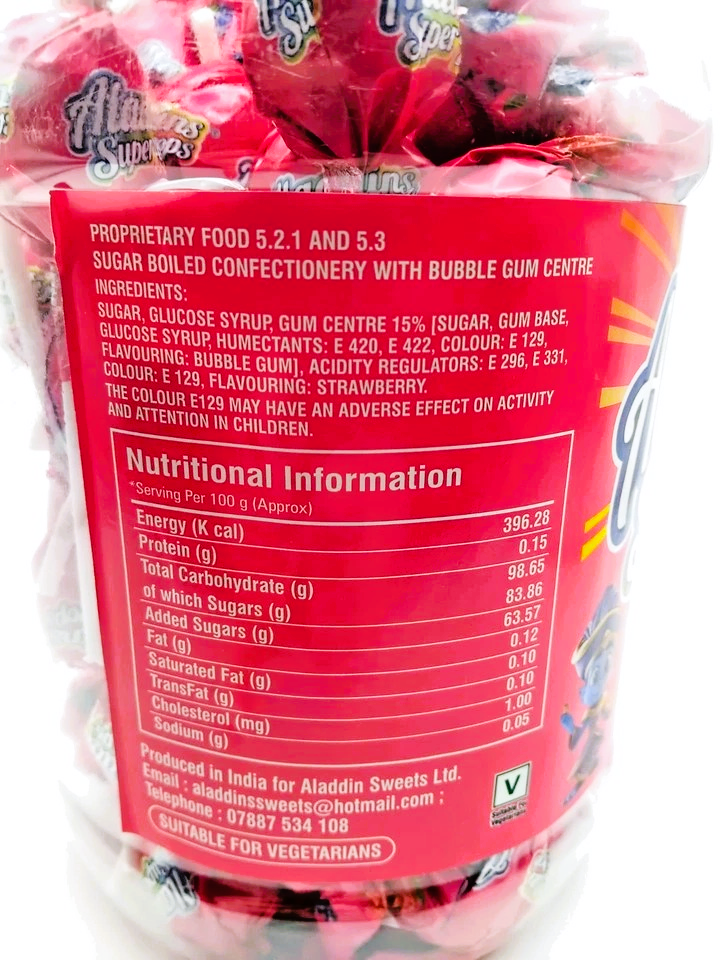 Aladdins
Superpops
PROPRIETARY FOOD 5.2.1 AND 5.3
SUGAR BOILED CONFECTIONERY WITH BUBBLE GUM CENTRE
INGREDIENTS:
SUGAR, GLUCOSE SYRUP, GUM CENTRE 15% [SUGAR, GUM BASE,
GLUCOSE SYRUP, HUMECTANTS: E 420, E 422, COLOUR: E 129,
FLAVOURING: BUBBLE GUM], ACIDITY REGULATORS: E 296, E 331,
COLOUR: E 129, FLAVOURING: STRAWBERRY.
THE COLOUR E129 MAY HAVE AN ADVERSE EFFECT ON ACTIVITY
AND ATTENTION IN CHILDREN.
Nutritional Information
*Serving Per 100 g (Approx)
Energy (K cal) 396.28
Protein (g) 0.15
Total Carbohydrate (g) 98.65
of which Sugars (g) 83.86
Added Sugars (g) 63.57
Fat (g) 0.12
Saturated Fat (g) 0.10
TransFat (g) 0.10
Cholesterol (mg) 1.00
Sodium (g) 0.05
Produced in India for Aladdin Sweets Ltd.
Email : aladdinssweets@hotmail.com ;
Telephone : 07887 534 108
SUITABLE FOR VEGETARIANS
V
Suitable for
Vegetarians